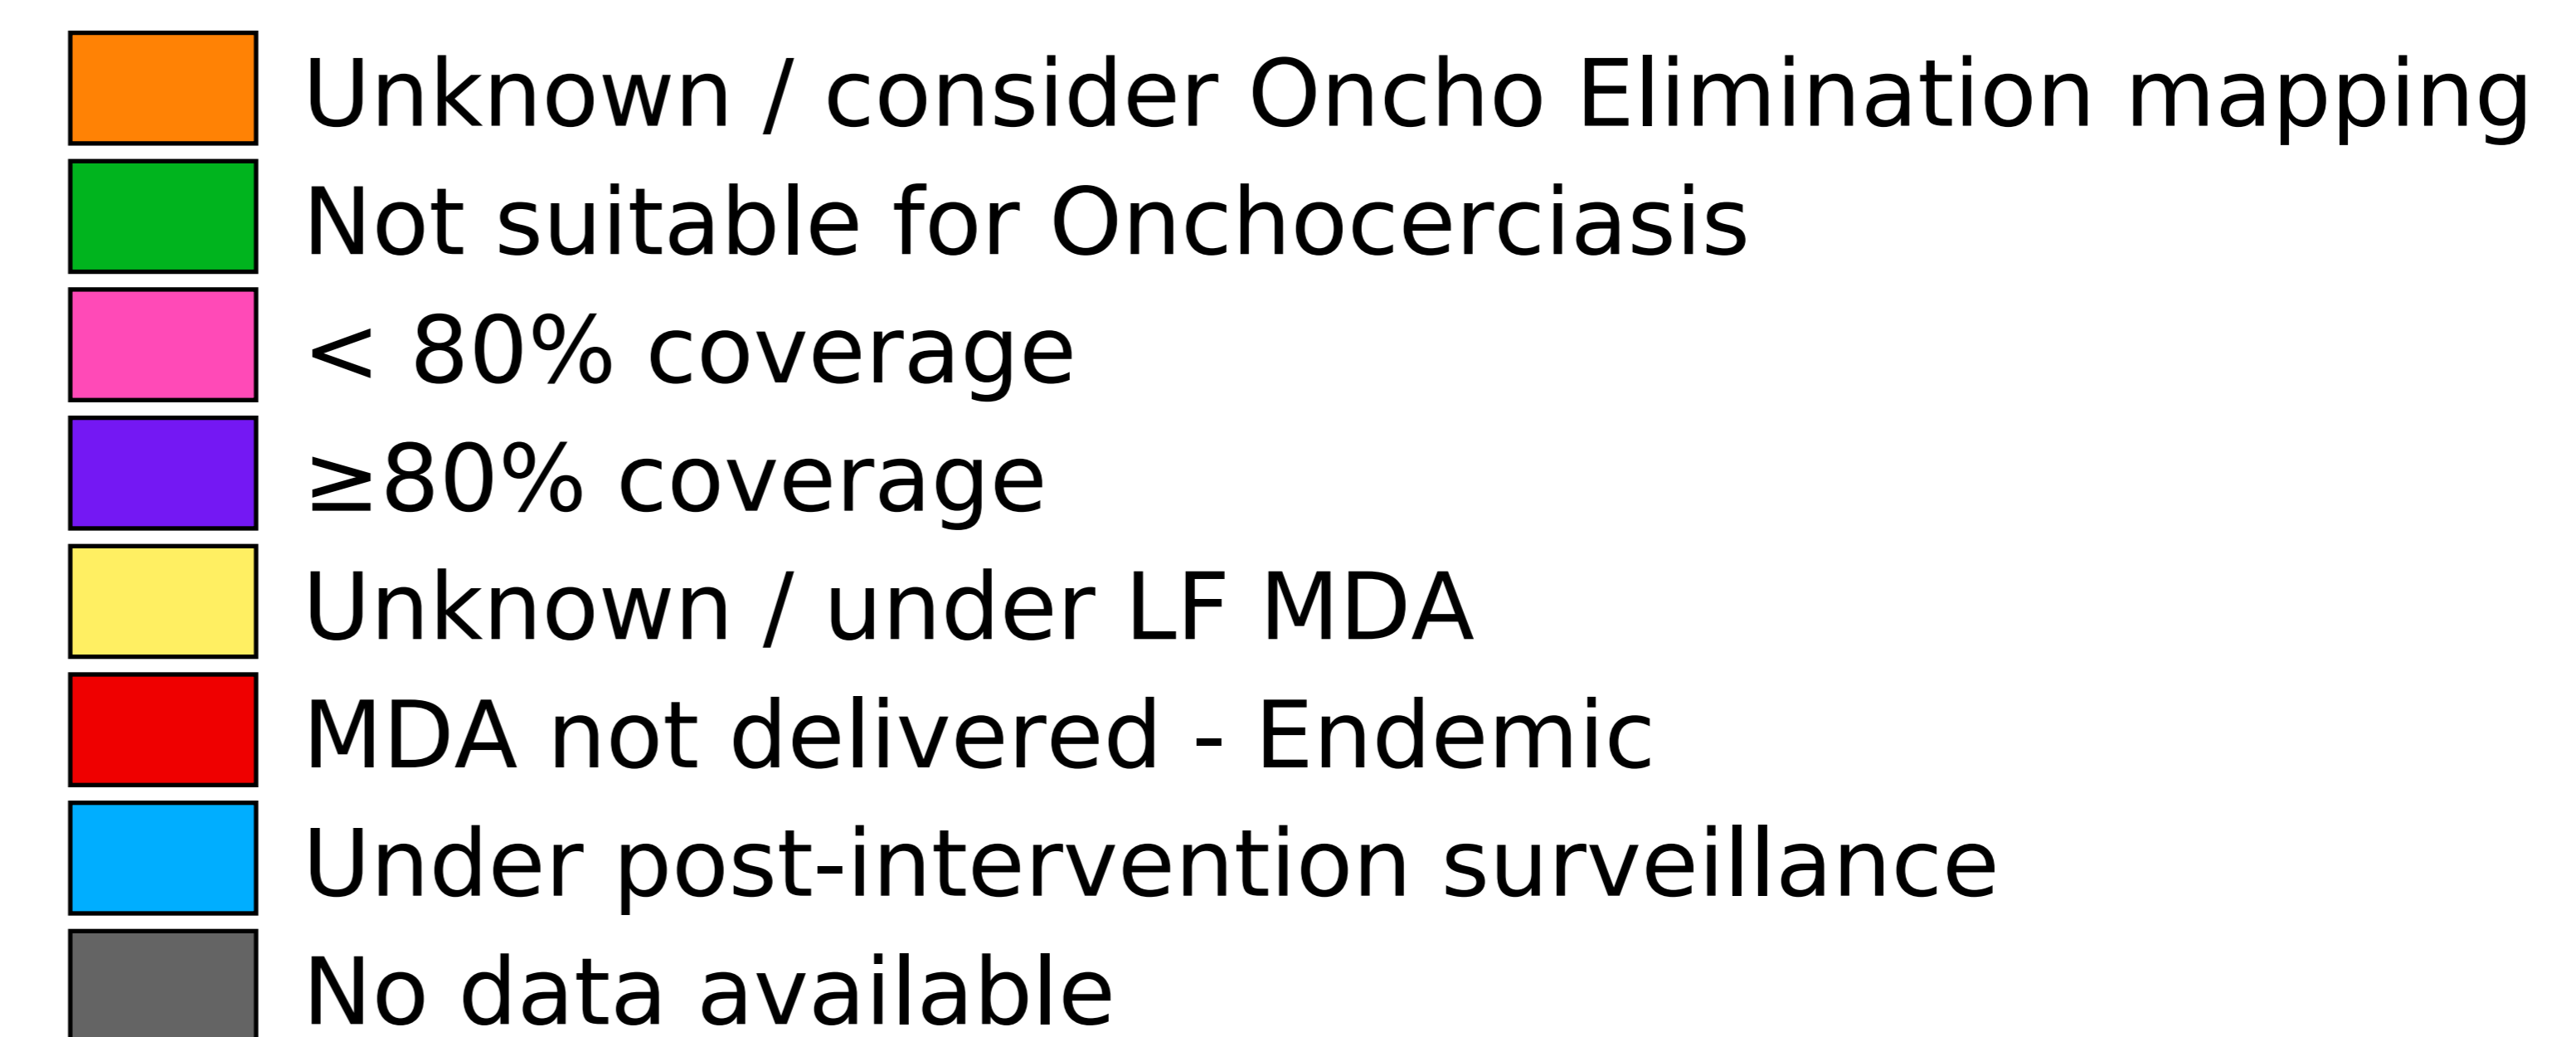 Unknown / consider Oncho Elimination mapping
Not suitable for Onchocerciasis
< 80% coverage
≥80% coverage
Unknown / under LF MDA
MDA not delivered - Endemic
Under post-intervention surveillance
No data available